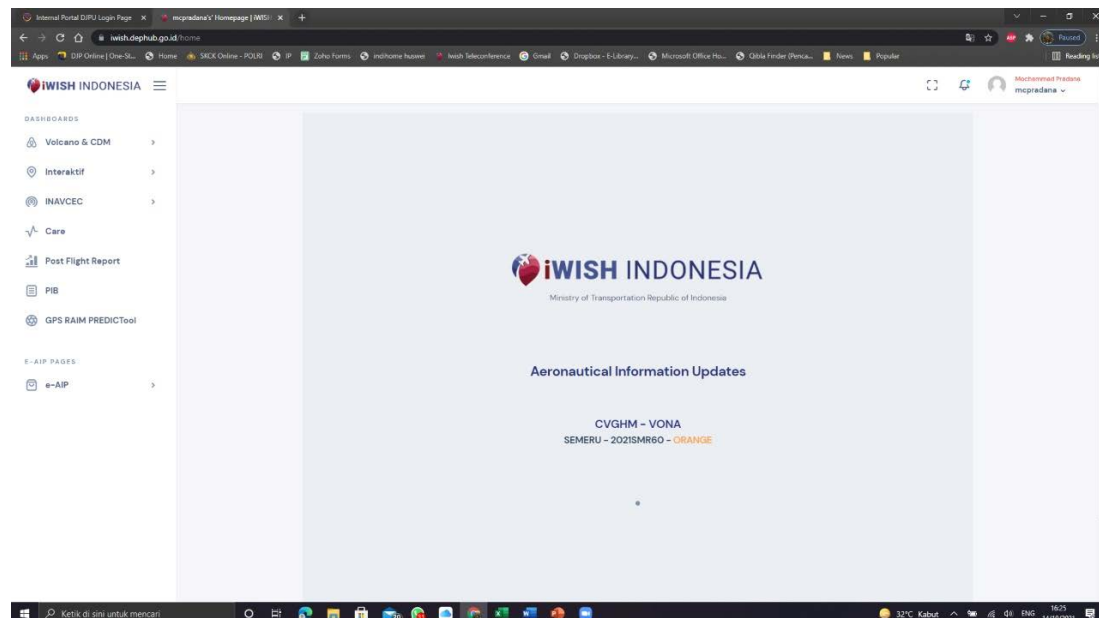 Internal Portal DJPU Login Page
mcpradana's' Homepage | iWISH
iwish.dephub.go.id/home
Paused
Apps
DJP Online | One-St...
Home
SKCK Online - POLRI
IP
Zoho Forms
indihome huawei
Iwish Teleconference
Gmail
Dropbox - E-Library...
Microsoft Office Ho...
Qibla Finder (Penca...
News
Popular
Reading list
iWISH INDONESIA
Mochammad Pradana
mcpradana
DASHBOARDS
Volcano & CDM
Interaktif
INAVCEC
Care
Post Flight Report
PIB
GPS RAIM PREDICTool
E-AIP PAGES
e-AIP
iWISH INDONESIA
Ministry of Transportation Republic of Indonesia
Aeronautical Information Updates
CVGHM - VONA
SEMERU - 2021SMR60 - ORANGE
Ketik di sini untuk mencari
32°C Kabut
ENG
16:25